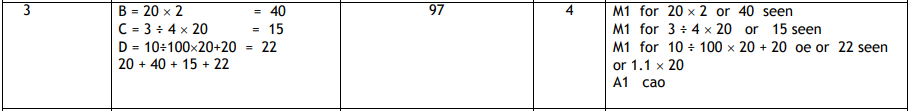 3
B = 20 × 2 = 40
C = 3 ÷ 4 × 20 = 15
D = 10÷100×20+20 = 22
20 + 40 + 15 + 22
97
4
M1 for 20 × 2 or 40 seen
M1 for 3 ÷ 4 × 20 or 15 seen
M1 for 10 ÷ 100 × 20 + 20 oe or 22 seen
or 1.1 × 20
A1 cao